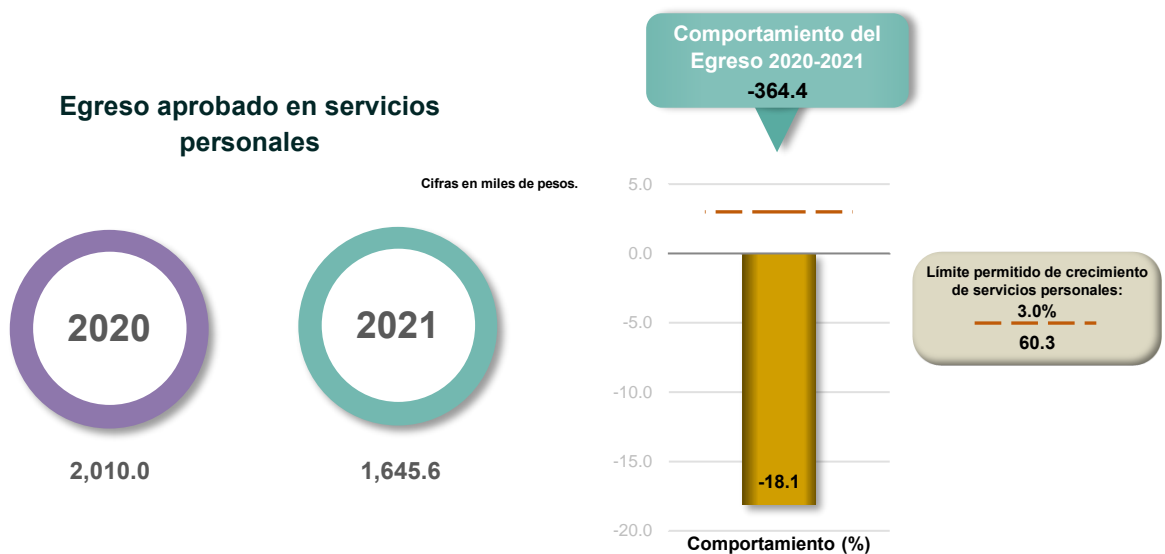 Egreso aprobado en servicios
personales
Cifras en miles de pesos.
2020
2021
2,010.0
1,645.6
Comportamiento del
Egreso 2020-2021
-364.4
5.0
0.0
-5.0
-10.0
-15.0
-20.0
-18.1
Comportamiento (%)
Límite permitido de crecimiento
de servicios personales:
3.0%
60.3